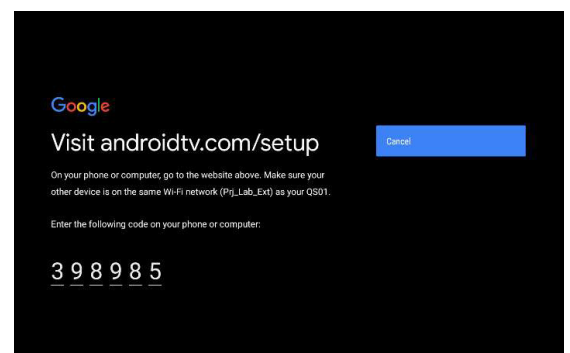 Google
Visit androidtv.com/setup
Cancel
On your phone or computer, go to the website above. Make sure your
other device is on the same Wi-Fi network (Prj_Lab_Ext) as your QS01.
Enter the following code on your phone or computer:
398985